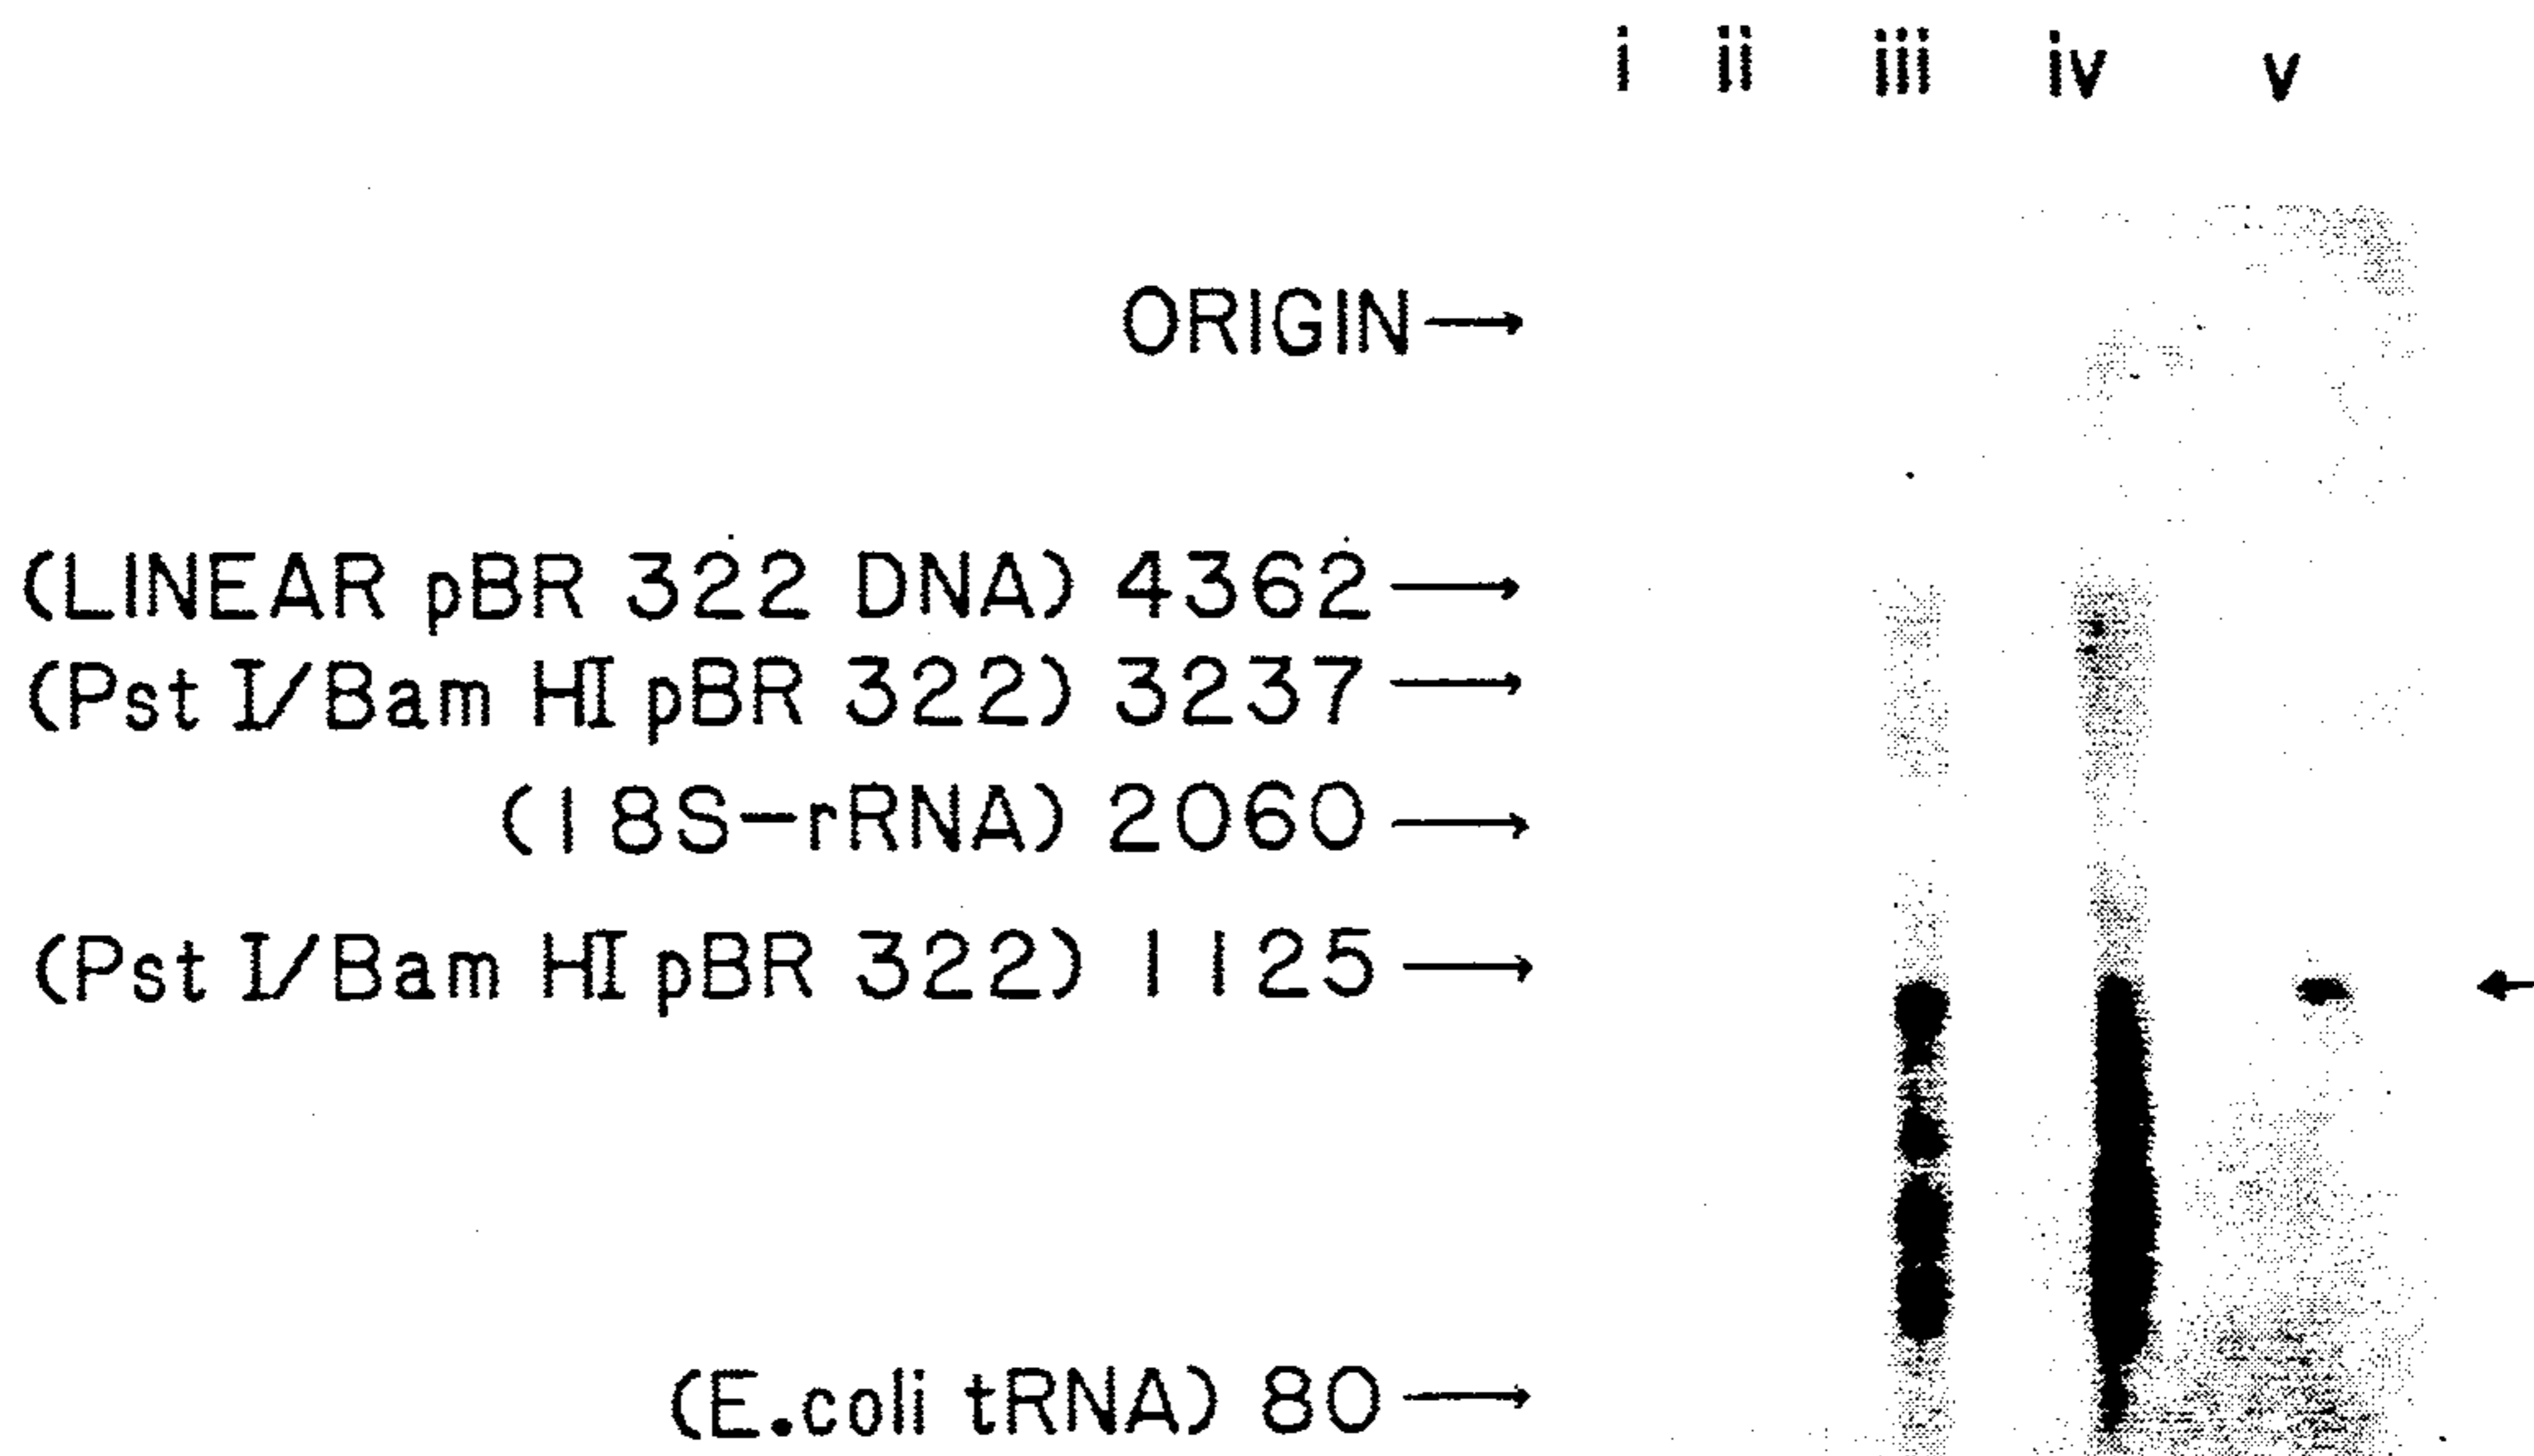 i ii iii iv v
ORIGIN→
(LINEAR pBR 322 DNA) 4362→
(Pst I/Bam HI pBR 322) 3237→
(18S-rRNA) 2060→
(Pst I/Bam HI pBR 322) 1125→ ←
(E.coli tRNA) 80→